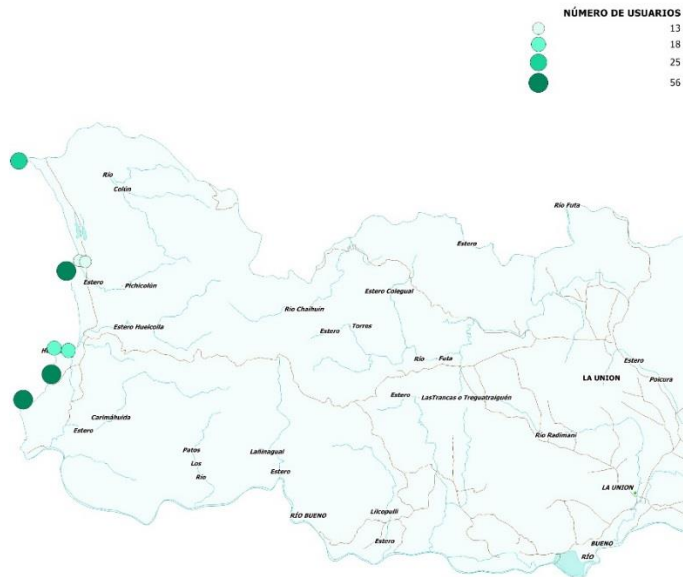 NÚMERO DE USUARIOS
13
18
25
56
Río
Colún
Río Futa
Estero
Estero
Pichicolún
Estero Colegual
Río Chaihuín
Estero Hueicolla
Estero
Torros
Río
Futa
Estero
LA UNION
Poicura
Estero
LasTrancas o Treguatraiguén
Carimáhuida
Estero
Río Radimani
Patos
Los
Río
Lañinagual
Estero
LA UNION
RÍO BUENO
Llicopulli
Estero
BUENO
RÍO